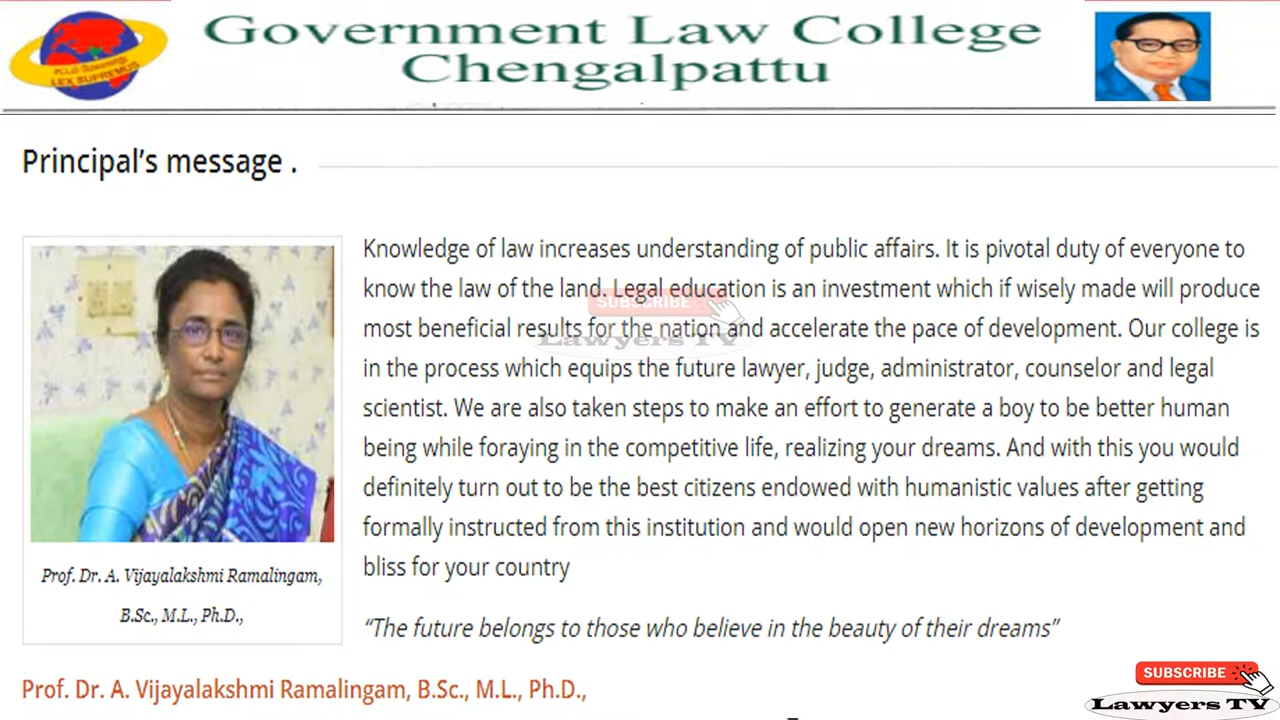 Government Law College
Chengalpattu
LEX SUPREMUS
Principal's message .
Knowledge of law increases understanding of public affairs. It is pivotal duty of everyone to
know the law of the land. Legal education is an investment which if wisely made will produce
most beneficial results for the nation and accelerate the pace of development. Our college is
in the process which equips the future lawyer, judge, administrator, counselor and legal
scientist. We are also taken steps to make an effort to generate a boy to be better human
being while foraying in the competitive life, realizing your dreams. And with this you would
definitely turn out to be the best citizens endowed with humanistic values after getting
formally instructed from this institution and would open new horizons of development and
bliss for your country
"The future belongs to those who believe in the beauty of their dreams"
SUBSCRIBE
Lawyers TV
Prof. Dr. A. Vijayalakshmi Ramalingam,
B.Sc., M.L., Ph.D.,
Prof. Dr. A. Vijayalakshmi Ramalingam, B.Sc., M.L., Ph.D.,
SUBSCRIBE
Lawyers TV